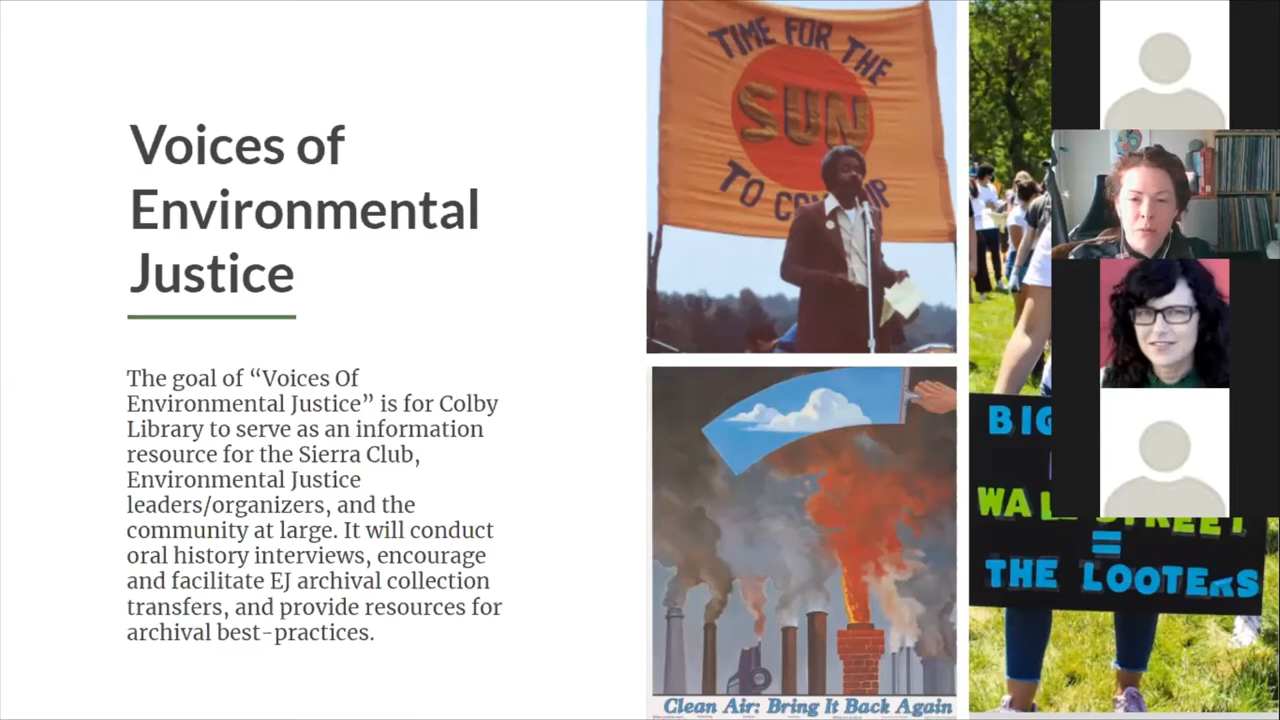 Voices of
Environmental
Justice
The goal of “Voices Of
Environmental Justice” is for Colby
Library to serve as an information
resource for the Sierra Club,
Environmental Justice
leaders/organizers, and the
community at large. It will conduct
oral history interviews, encourage
and facilitate EJ archival collection
transfers, and provide resources for
archival best-practices.
TIME FOR THE
SUN
TO
Clean Air: Bring It Back Again
BIG
WALL STREET
=
THE LOOTERS